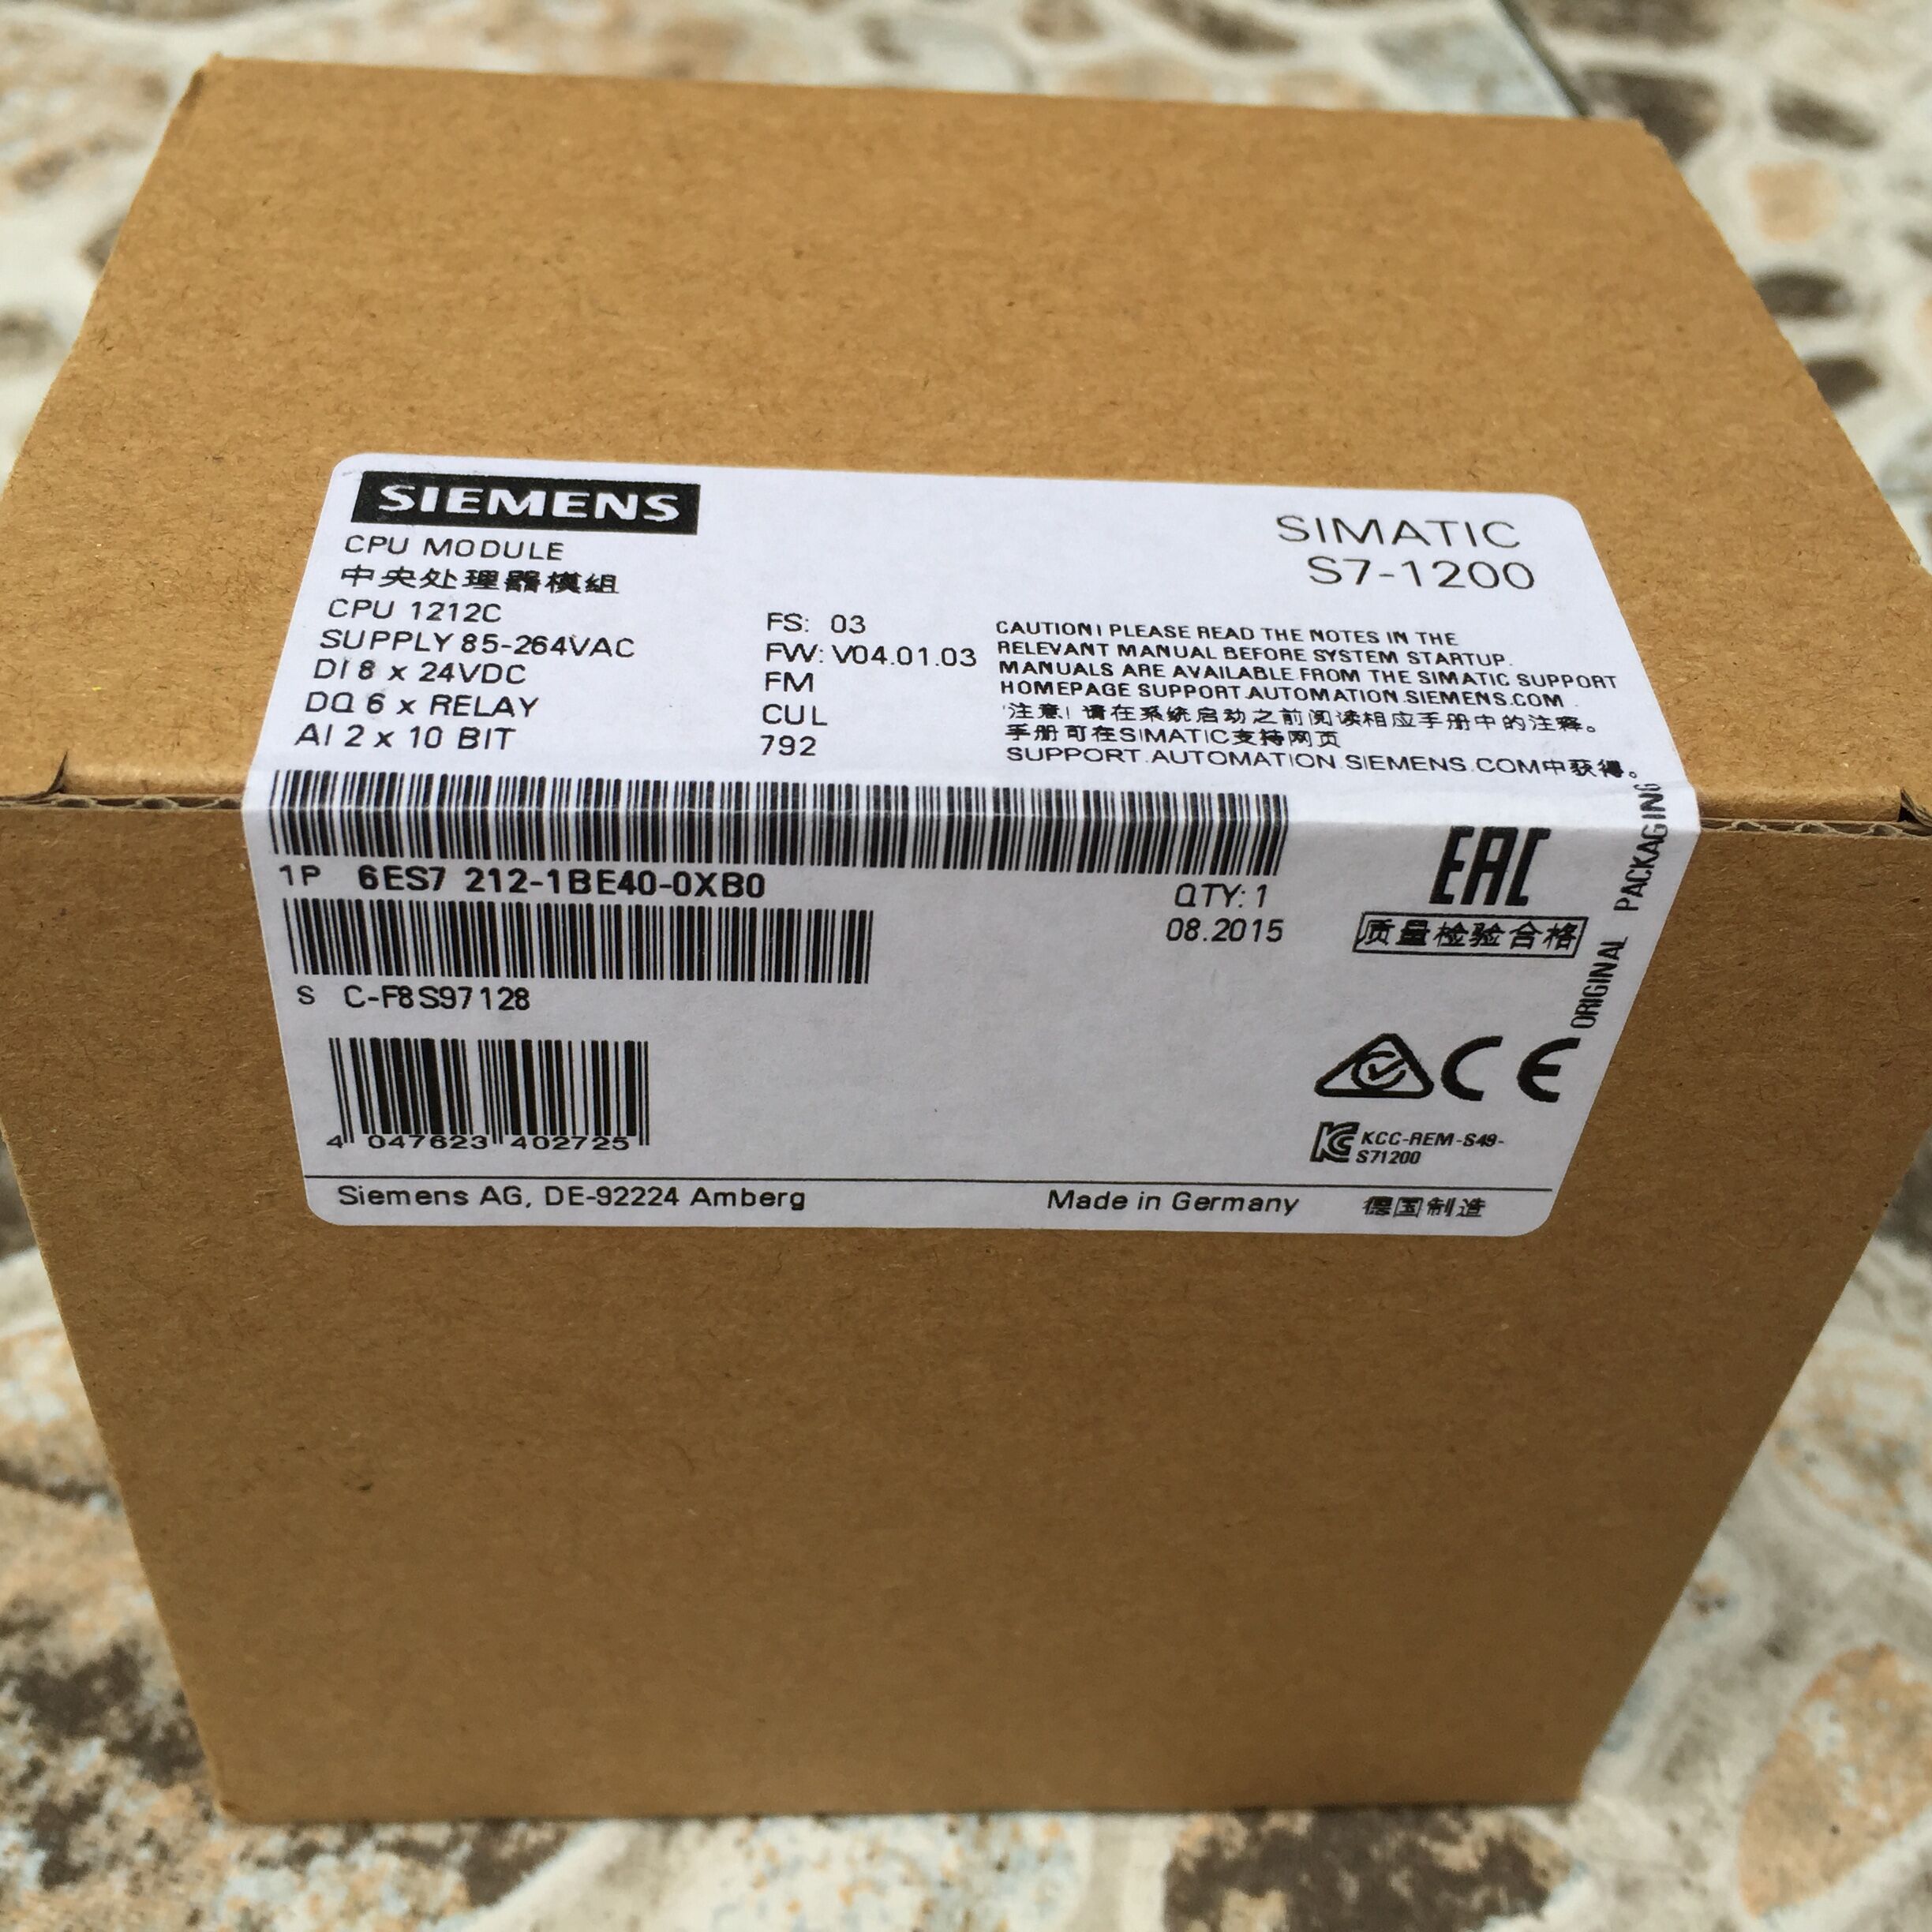 SIEMENS
SIMATIC
S7-1200
CPU MODULE
中央处理器模组
CPU 1212C
SUPPLY 85-264VAC
DI 8 x 24VDC
DQ 6 x RELAY
AI 2 x 10 BIT
FS: 03
FW: V04.01.03
FM
CUL
792
CAUTION! PLEASE READ THE NOTES IN THE
RELEVANT MANUAL BEFORE SYSTEM STARTUP.
MANUALS ARE AVAILABLE FROM THE SIMATIC SUPPORT
HOMEPAGE SUPPORT.AUTOMATION.SIEMENS.COM
注意! 请在系统启动之前阅读相应手册中的注释。
手册可在SIMATIC支持网页
SUPPORT.AUTOMATION.SIEMENS.COM中获得。
1P 6ES7 212-1BE40-0XB0
QTY: 1
08.2015
EAC
质量检验合格
ORIGINAL PACKAGING
S C-F8S97128
CE
KCC-REM-S49-
S71200
4 047623 402725
Siemens AG, DE-92224 Amberg
Made in Germany 德国制造